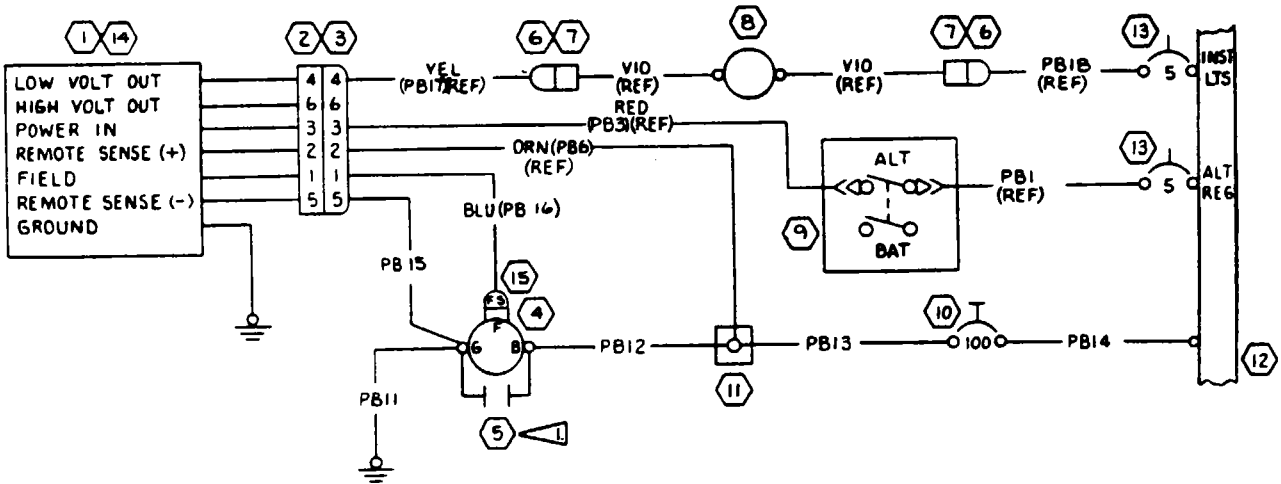 1 14
2 3
6 7
8
7 6
13
LOW VOLT OUT
HIGH VOLT OUT
POWER IN
REMOTE SENSE (+)
FIELD
REMOTE SENSE (-)
GROUND
4 4
6 6
3 3
2 2
1 1
5 5
YEL
(PB17)(REF)
VIO
(REF)
VIO
(REF)
PB18
(REF)
5
INST
LTS
RED
(PB3)(REF)
ORN(PB6)
(REF)
BLU(PB 16)
ALT
BAT
9
PB1
(REF)
13
5
ALT
REG
PB15
15
FS
F
4
G
B
PB12
11
PB13
10
100
PB14
12
PB11
5
1